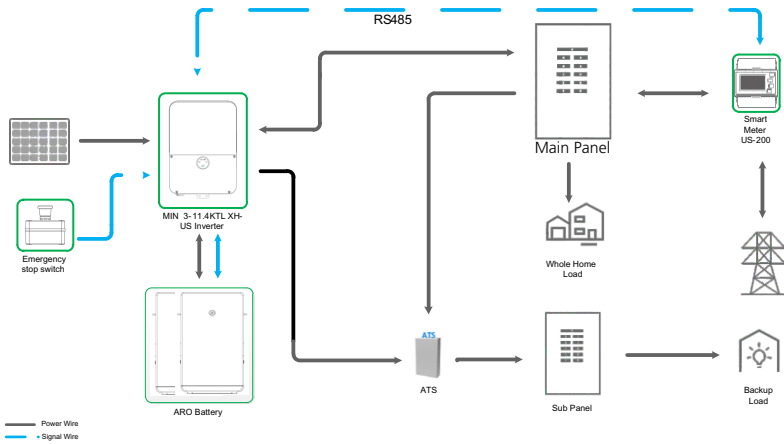 RS485
Main Panel
Smart
Meter
US-200
MIN 3-11.4KTL XH-
US Inverter
Emergency
stop switch
Whole Home
Load
ATS
ATS
ARO Battery
Sub Panel
Backup
Load
Power Wire
Signal Wire